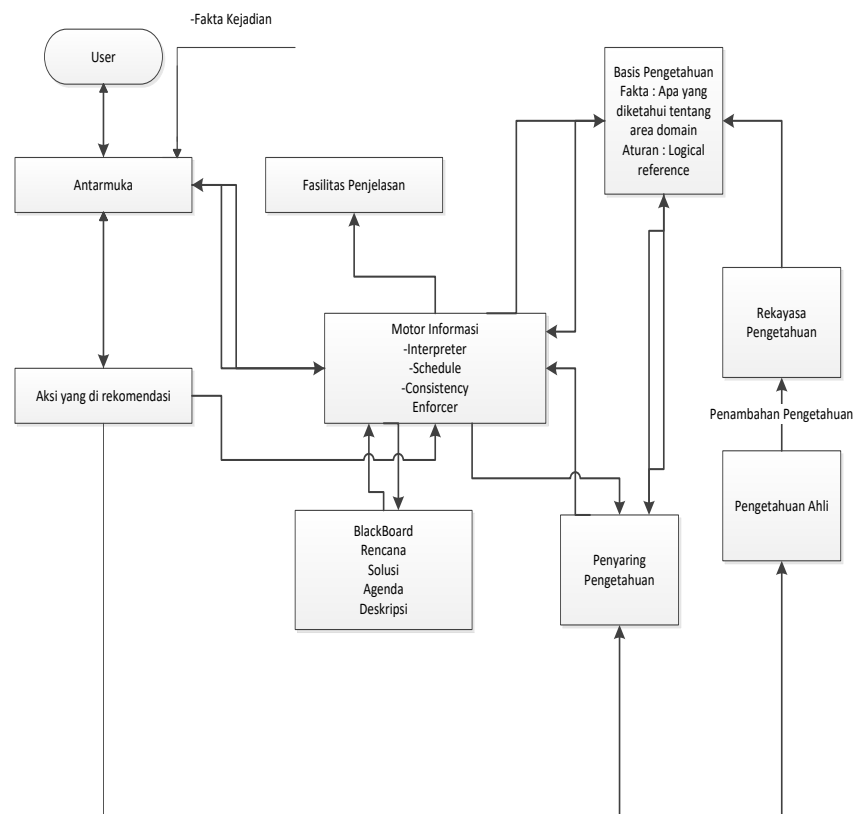 -Fakta Kejadian
User
Basis Pengetahuan
Fakta : Apa yang
diketahui tentang
area domain
Aturan : Logical
reference
Antarmuka
Fasilitas Penjelasan
Rekayasa
Pengetahuan
Motor Informasi
-Interpreter
-Schedule
-Consistency
Enforcer
Aksi yang di rekomendasi
Penambahan Pengetahuan
Pengetahuan Ahli
BlackBoard
Rencana
Solusi
Agenda
Deskripsi
Penyaring
Pengetahuan